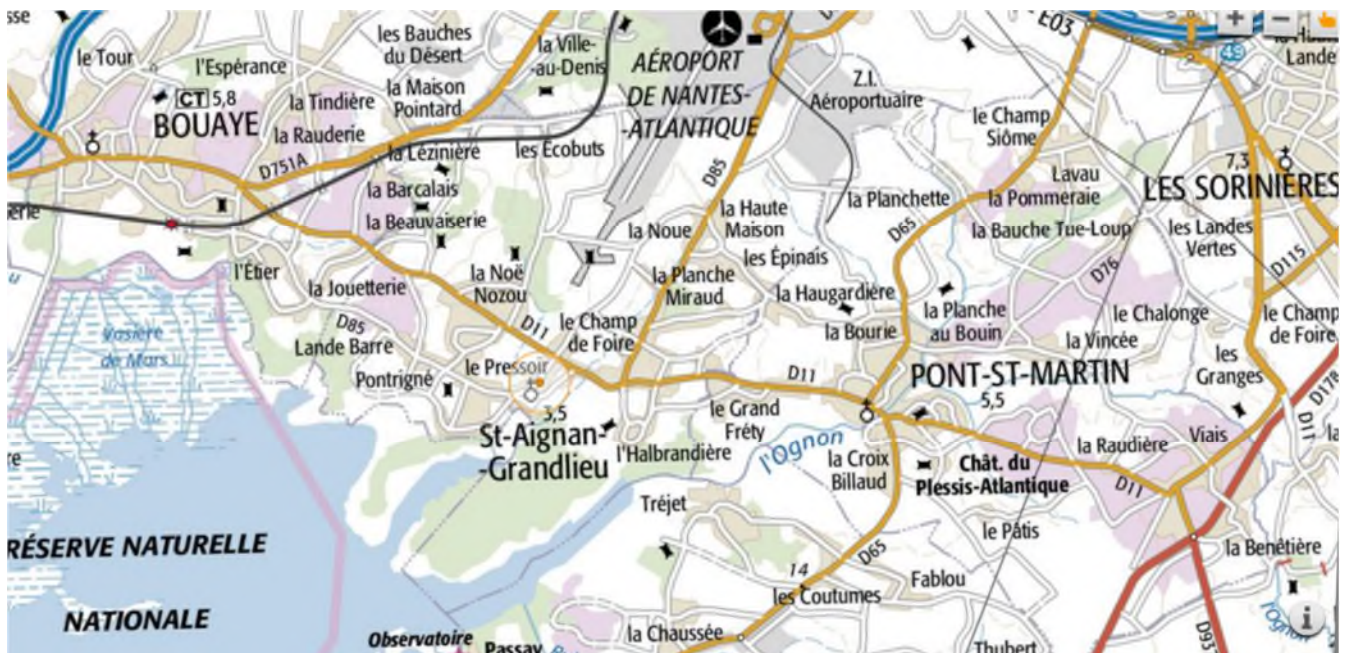 le Tour
les Bauches
du Désert
la Ville-
-au-Denis
AÉROPORT
DE NANTES-
-ATLANTIQUE
E03
49
Lande
l'Espérance
CT 5,8
BOUAYE
la Tindière
la Maison
Pointard
la Rauderie
Z.I.
Aéroportuaire
le Champ
Siôme
7,3
LES SORINIÈRES
D751A
la Lézinière
les Écobuts
D85
la Barcalais
la Beauvaiserie
la Planchette
Lavau
la Pommeraie
la Haute
Maison
la Noue
D65
la Bauche Tue-Loup
les Landes
Vertes
D115
l'Étier
la Noë
Nozou
les Épinais
la Planche
Miraud
D76
la Jouetterie
la Haugardière
la Planche
au Bouin
le Chalonge
le Champ
de Foire
Vasière
de Mars
D85
Lande Barre
D11
le Champ
de Foire
la Bourie
la Vincée
les
Granges
le Pressoir
Pontrigné
D11
PONT-ST-MARTIN
5,5
D178
3,5
St-Aignan-
-Grandlieu
le Grand
Fréty
D11
l'Halbrandière
l'Ognon
la Croix
Billaud
Chât. du
Plessis-Atlantique
la Raudière
Viais
D11
Tréjet
le Pâtis
RÉSERVE NATURELLE
NATIONALE
14
D65
les Coutumes
Fablou
la Benêtière
l'Ognon
Observatoire
Passay
la Chaussée
Thubert
D93